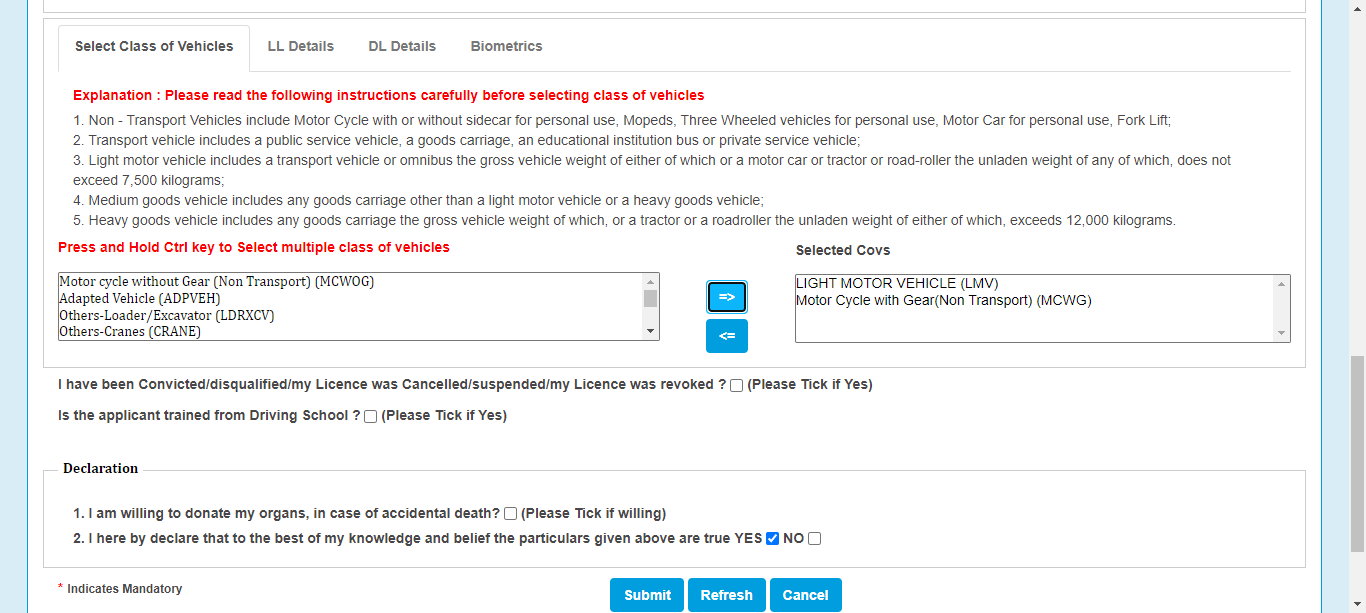 Select Class of Vehicles LL Details DL Details Biometrics
Explanation : Please read the following instructions carefully before selecting class of vehicles
1. Non - Transport Vehicles include Motor Cycle with or without sidecar for personal use, Mopeds, Three Wheeled vehicles for personal use, Motor Car for personal use, Fork Lift;
2. Transport vehicle includes a public service vehicle, a goods carriage, an educational institution bus or private service vehicle;
3. Light motor vehicle includes a transport vehicle or omnibus the gross vehicle weight of either of which or a motor car or tractor or road-roller the unladen weight of any of which, does not
exceed 7,500 kilograms;
4. Medium goods vehicle includes any goods carriage other than a light motor vehicle or a heavy goods vehicle;
5. Heavy goods vehicle includes any goods carriage the gross vehicle weight of which, or a tractor or a roadroller the unladen weight of either of which, exceeds 12,000 kilograms.
Press and Hold Ctrl key to Select multiple class of vehicles
Motor cycle without Gear (Non Transport) (MCWOG)
Adapted Vehicle (ADPVEH)
Others-Loader/Excavator (LDRXCV)
Others-Cranes (CRANE)
=>
<=
Selected Covs
LIGHT MOTOR VEHICLE (LMV)
Motor Cycle with Gear(Non Transport) (MCWG)
I have been Convicted/disqualified/my Licence was Cancelled/suspended/my Licence was revoked ? (Please Tick if Yes)
Is the applicant trained from Driving School ? (Please Tick if Yes)
Declaration
1. I am willing to donate my organs, in case of accidental death? (Please Tick if willing)
2. I here by declare that to the best of my knowledge and belief the particulars given above are true YES NO
* Indicates Mandatory
Submit Refresh Cancel